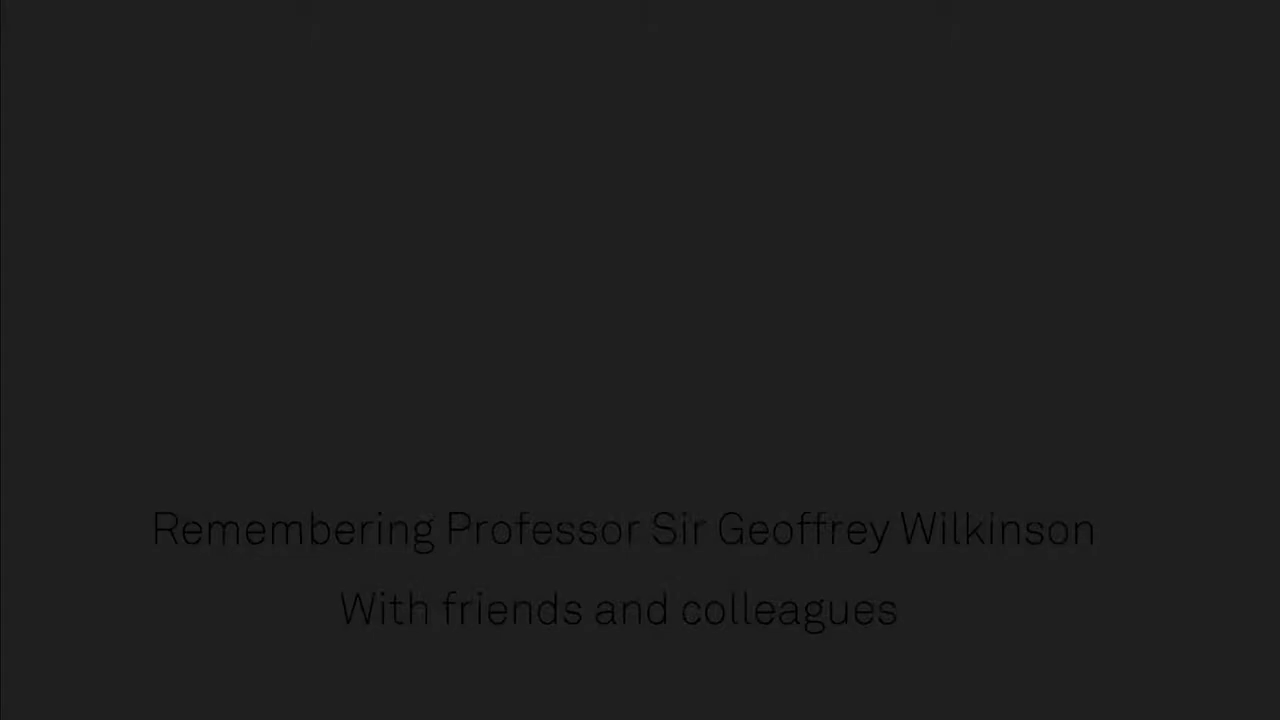 Remembering Professor Sir Geoffrey Wilkinson
With friends and colleagues